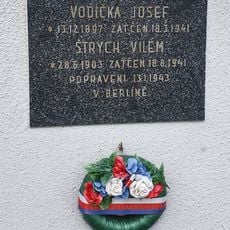 VODIČKA JOSEF
*13.12.1897 ZATČEN 18.3.1941
ŠTRYCH VILÉM
*28.6.1903 ZATČEN 18.8.1941
POPRAVENI 13.1.1943
V BERLÍNĚ